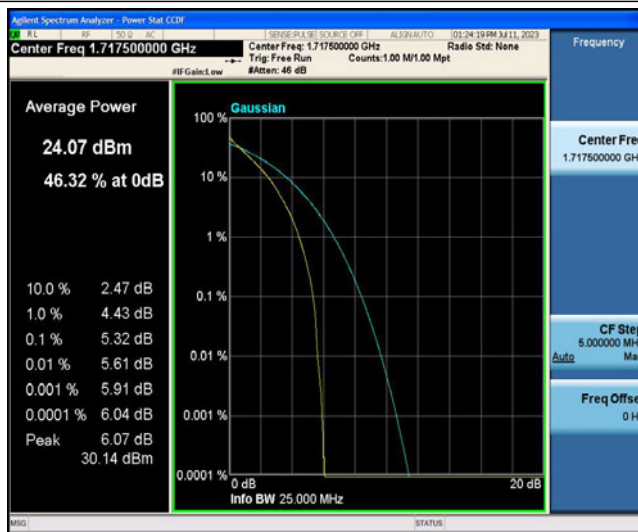 Agilent Spectrum Analyzer - Power Stat CCDF
RL RF 50 Ω AC SENSE:PULSE SOURCE OFF ALIGNAUTO 01:24:19 PM Jul 11, 2023
Center Freq 1.717500000 GHz
Center Freq: 1.717500000 GHz Radio Std: None
Trig: Free Run Counts:1.00 M/1.00 Mpt
#IFGain:Low #Atten: 46 dB
Frequency
Average Power
24.07 dBm
46.32 % at 0dB
10.0 % 2.47 dB
1.0 % 4.43 dB
0.1 % 5.32 dB
0.01 % 5.61 dB
0.001 % 5.91 dB
0.0001 % 6.04 dB
Peak 6.07 dB
30.14 dBm
Gaussian
100 %
10 %
1 %
0.1 %
0.01 %
0.001 %
0.0001 %
0 dB 20 dB
Info BW 25.000 MHz
Center Fre
1.717500000 GH
CF Ste
5.000000 MH
Auto Ma
Freq Offse
0 H
MSG STATUS